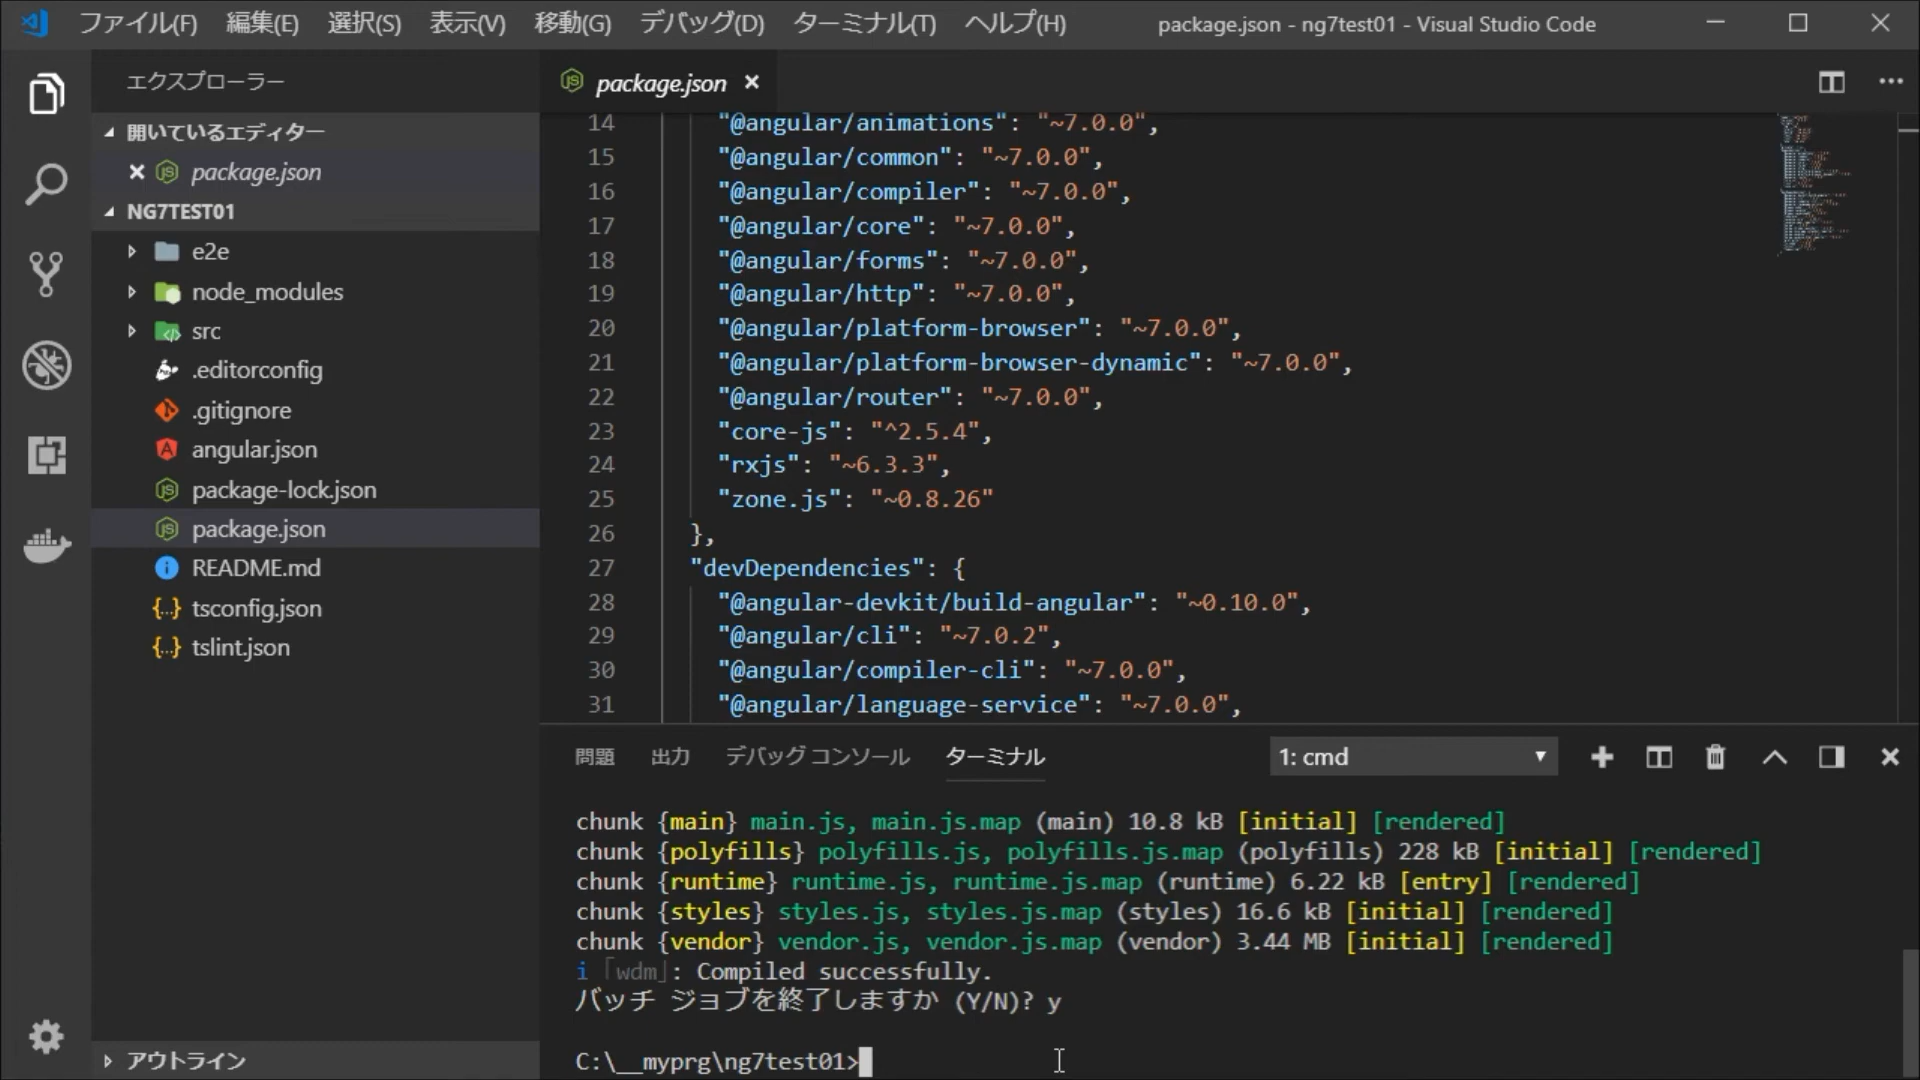 ファイル(F) 編集(E) 選択(S) 表示(V) 移動(G) デバッグ(D) ターミナル(T) ヘルプ(H) package.json - ng7test01 - Visual Studio Code
エクスプローラー
開いているエディター
package.json
NG7TEST01
e2e
node_modules
src
.editorconfig
.gitignore
angular.json
package-lock.json
package.json
README.md
tsconfig.json
tslint.json
アウトライン
package.json
14 "@angular/animations": "~7.0.0",
15 "@angular/common": "~7.0.0",
16 "@angular/compiler": "~7.0.0",
17 "@angular/core": "~7.0.0",
18 "@angular/forms": "~7.0.0",
19 "@angular/http": "~7.0.0",
20 "@angular/platform-browser": "~7.0.0",
21 "@angular/platform-browser-dynamic": "~7.0.0",
22 "@angular/router": "~7.0.0",
23 "core-js": "^2.5.4",
24 "rxjs": "~6.3.3",
25 "zone.js": "~0.8.26"
26 },
27 "devDependencies": {
28 "@angular-devkit/build-angular": "~0.10.0",
29 "@angular/cli": "~7.0.2",
30 "@angular/compiler-cli": "~7.0.0",
31 "@angular/language-service": "~7.0.0",
問題 出力 デバッグ コンソール ターミナル 1: cmd
chunk {main} main.js, main.js.map (main) 10.8 kB [initial] [rendered]
chunk {polyfills} polyfills.js, polyfills.js.map (polyfills) 228 kB [initial] [rendered]
chunk {runtime} runtime.js, runtime.js.map (runtime) 6.22 kB [entry] [rendered]
chunk {styles} styles.js, styles.js.map (styles) 16.6 kB [initial] [rendered]
chunk {vendor} vendor.js, vendor.js.map (vendor) 3.44 MB [initial] [rendered]
i ｢wdm｣: Compiled successfully.
バッチ ジョブを終了しますか (Y/N)? y
C:\__myprg\ng7test01>